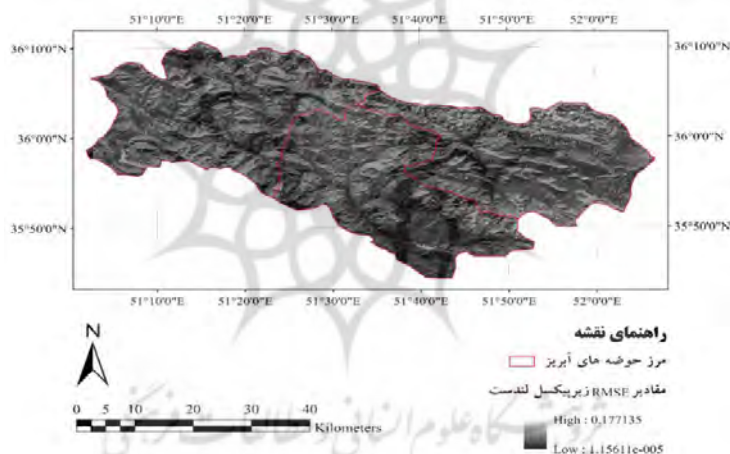 51°10'0"E 51°20'0"E 51°30'0"E 51°40'0"E 51°50'0"E 52°0'0"E
36°10'0"N 36°10'0"N
36°0'0"N 36°0'0"N
35°50'0"N 35°50'0"N
51°10'0"E 51°20'0"E 51°30'0"E 51°40'0"E 51°50'0"E 52°0'0"E
N
راهنمای نقشه
مرز حوضه های آبریز
مقادیر RMSE زیرپیکسل لندست
0 5 10 20 30 40
Kilometers
High : 0.177135
Low : 1.15611e-005
علوم انسانی و مطالعات فرهنگی